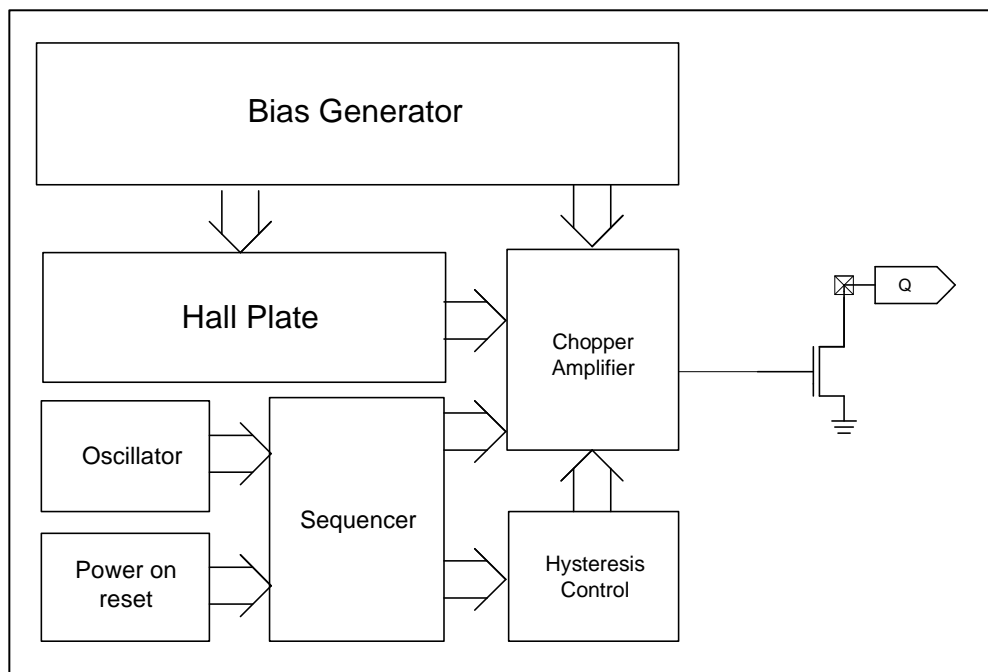 Bias Generator
Hall Plate
Chopper
Amplifier
Q
Oscillator
Sequencer
Power on
reset
Hysteresis
Control